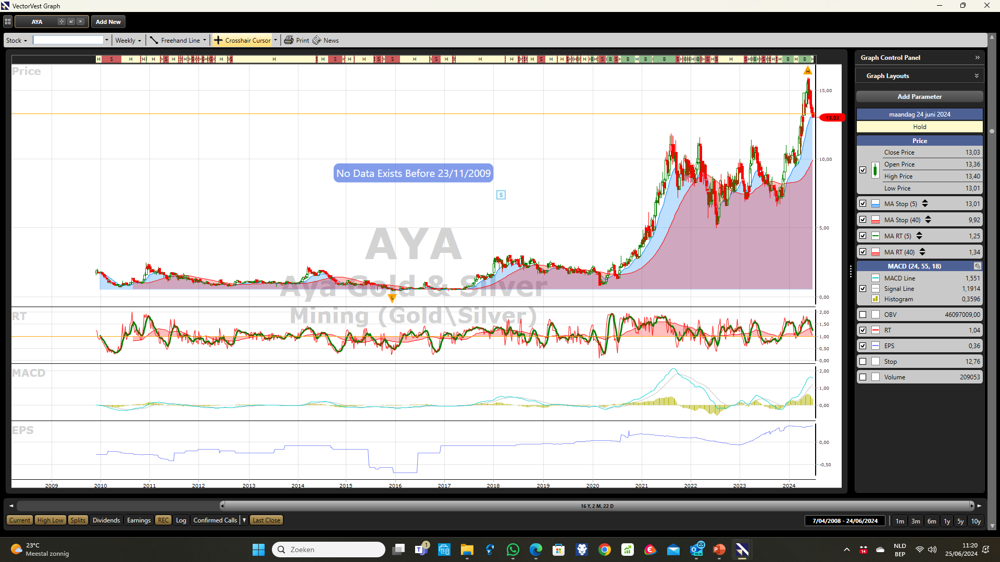 VectorVest Graph
AYA
Add New
Stock
Weekly
Freehand Line
Crosshair Cursor
Print
News
Price
No Data Exists Before 23/11/2009
S
AYA
Aya Gold & Silver
Mining (Gold\Silver)
H
L
15,00
13,03
10,00
5,00
0,00
RT
2,00
1,50
1,00
0,50
0,00
MACD
2,00
1,00
0,00
EPS
0,00
-0,50
2009 2010 2011 2012 2013 2014 2015 2016 2017 2018 2019 2020 2021 2022 2023 2024
Graph Control Panel
Graph Layouts
Add Parameter
maandag 24 juni 2024
Hold
Price
Close Price 13,03
Open Price 13,36
High Price 13,40
Low Price 13,01
MA Stop (5) 13,01
MA Stop (40) 9,92
MA RT (5) 1,25
MA RT (40) 1,34
MACD (24, 55, 18)
MACD Line 1,551
Signal Line 1,1914
Histogram 0,3596
OBV 46097009,00
RT 1,04
EPS 0,36
Stop 12,76
Volume 209053
16 Y, 2 M, 22 D
Current High Low Splits Dividends Earnings REC Log Confirmed Calls Last Close
7/04/2008 - 24/06/2024 1m 3m 6m 1y 5y 10y
23°C
Meestal zonnig
Zoeken
1
NEW
14
NLD
BEP
11:20
25/06/2024